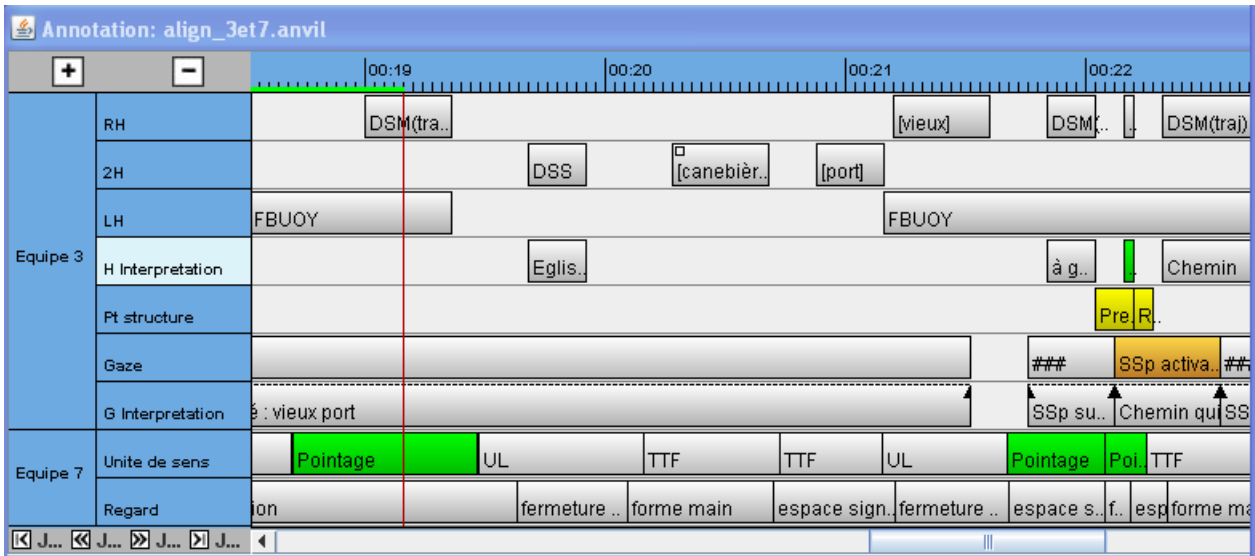 Annotation: align_3et7.anvil
+ −
00:19 00:20 00:21 00:22
Equipe 3
RH DSM(tra.. [vieux] DSM(.. . DSM(traj)
2H DSS [canebièr.. [port]
LH FBUOY FBUOY
H Interpretation Eglis.. à g.. . Chemin
Pt structure Pre. R..
Gaze ### SSp activa.. ##
G Interpretation é : vieux port SSp su.. Chemin qui SS
Equipe 7
Unite de sens Pointage UL TTF TTF UL Pointage Poi.. TTF
Regard ion fermeture .. forme main espace sign.. fermeture .. espace s.. f.. esp forme ma
J... J... J... J...